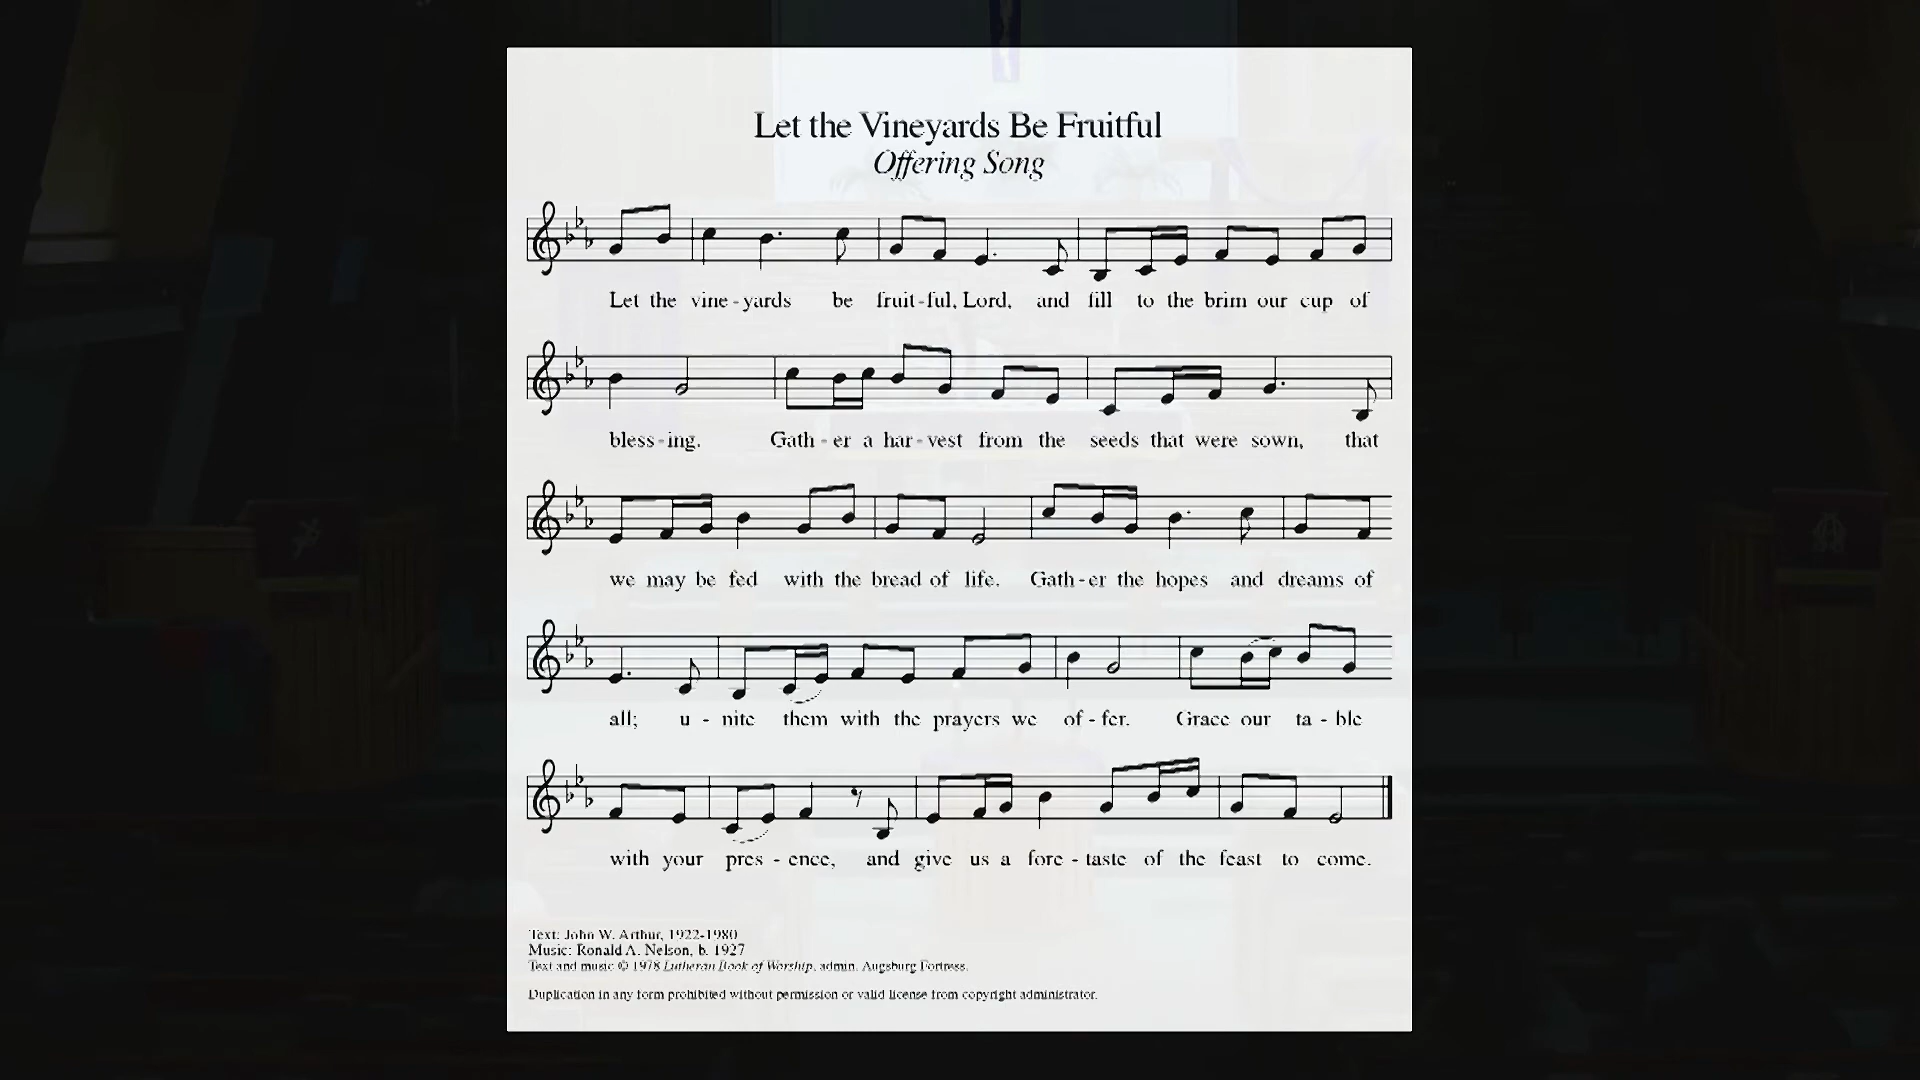 Let the Vineyards Be Fruitful
Offering Song
Let the vine - yards be fruit - ful, Lord, and fill to the brim our cup of
bless - ing. Gath - er a har - vest from the seeds that were sown, that
we may be fed with the bread of life. Gath - er the hopes and dreams of
all; u - nite them with the prayers we of - fer. Grace our ta - ble
with your pres - ence, and give us a fore - taste of the feast to come.
Text: John W. Arthur, 1922-1980
Music: Ronald A. Nelson, b. 1927
Text and music © 1978 Lutheran Book of Worship, admin. Augsburg Fortress.
Duplication in any form prohibited without permission or valid license from copyright administrator.